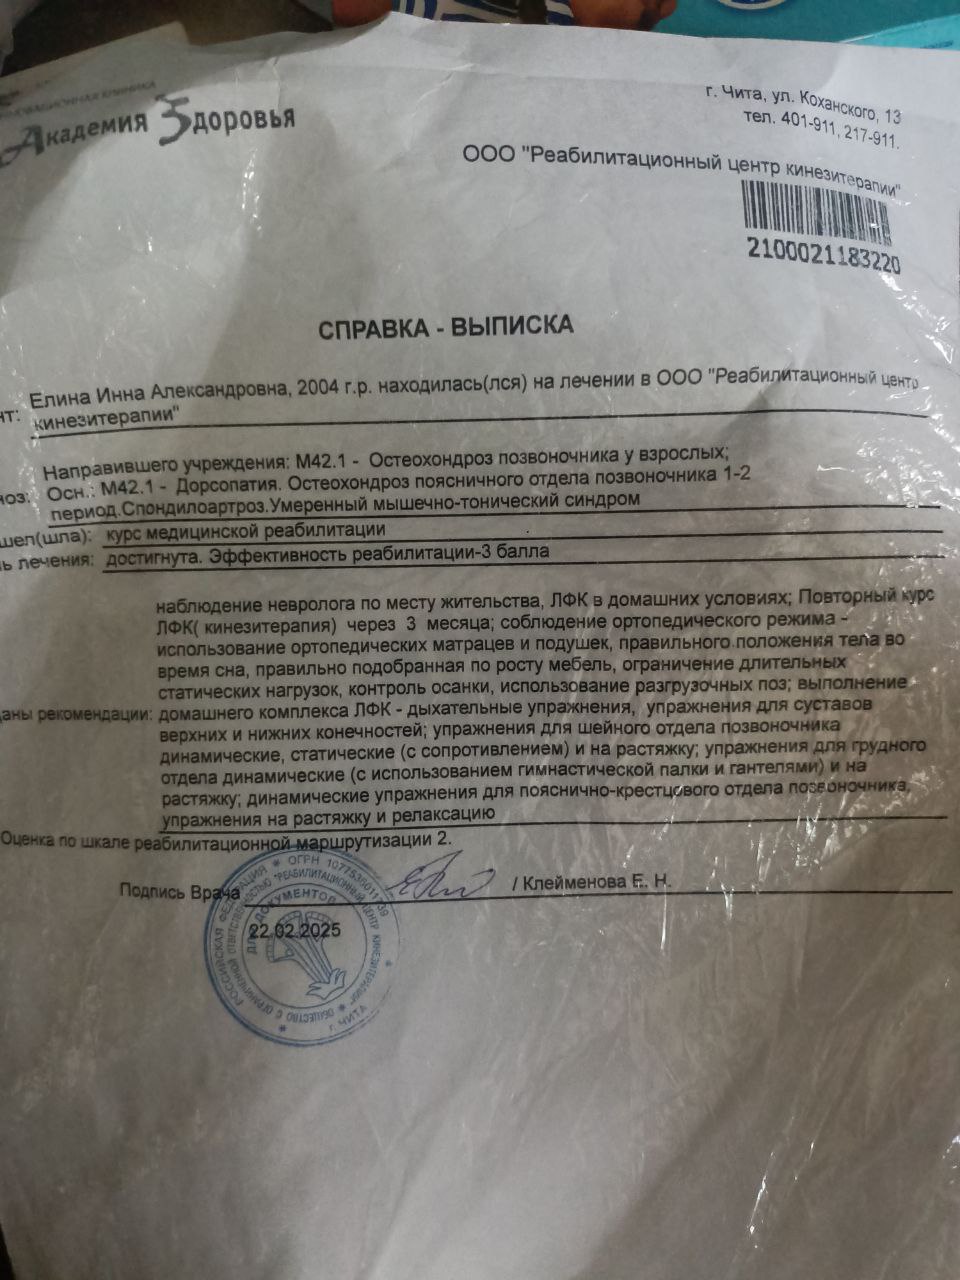 ИННОВАЦИОННАЯ КЛИНИКА
Академия Здоровья
г. Чита, ул. Коханского, 13
тел. 401-911, 217-911.
ООО "Реабилитационный центр кинезитерапии"
2100021183220
СПРАВКА - ВЫПИСКА
нт: Елина Инна Александровна, 2004 г.р. находилась(лся) на лечении в ООО "Реабилитационный центр
кинезитерапии"
Направившего учреждения: М42.1 - Остеохондроз позвоночника у взрослых;
ноз: Осн.: М42.1 - Дорсопатия. Остеохондроз поясничного отдела позвоночника 1-2
период.Спондилоартроз.Умеренный мышечно-тонический синдром
шел(шла): курс медицинской реабилитации
ь лечения: достигнута. Эффективность реабилитации-3 балла
наблюдение невролога по месту жительства, ЛФК в домашних условиях; Повторный курс
ЛФК( кинезитерапия) через 3 месяца; соблюдение ортопедического режима -
использование ортопедических матрацев и подушек, правильного положения тела во
время сна, правильно подобранная по росту мебель, ограничение длительных
статических нагрузок, контроль осанки, использование разгрузочных поз; выполнение
аны рекомендации: домашнего комплекса ЛФК - дыхательные упражнения, упражнения для суставов
верхних и нижних конечностей; упражнения для шейного отдела позвоночника
динамические, статические (с сопротивлением) и на растяжку; упражнения для грудного
отдела динамические (с использованием гимнастической палки и гантелями) и на
растяжку; динамические упражнения для пояснично-крестцового отдела позвоночника,
упражнения на растяжку и релаксацию
Оценка по шкале реабилитационной маршрутизации 2.
Подпись Врача / Клейменова Е. Н.
22.02.2025
РОССИЙСКАЯ ФЕДЕРАЦИЯ * ОГРН
ОБЩЕСТВО С ОГРАНИЧЕННОЙ ОТВЕТСТВЕННОСТЬЮ "РЕАБИЛИТАЦИОННЫЙ ЦЕНТР КИНЕЗИТЕРАПИИ"
г. ЧИТА
ДЛЯ ДОКУМЕНТОВ